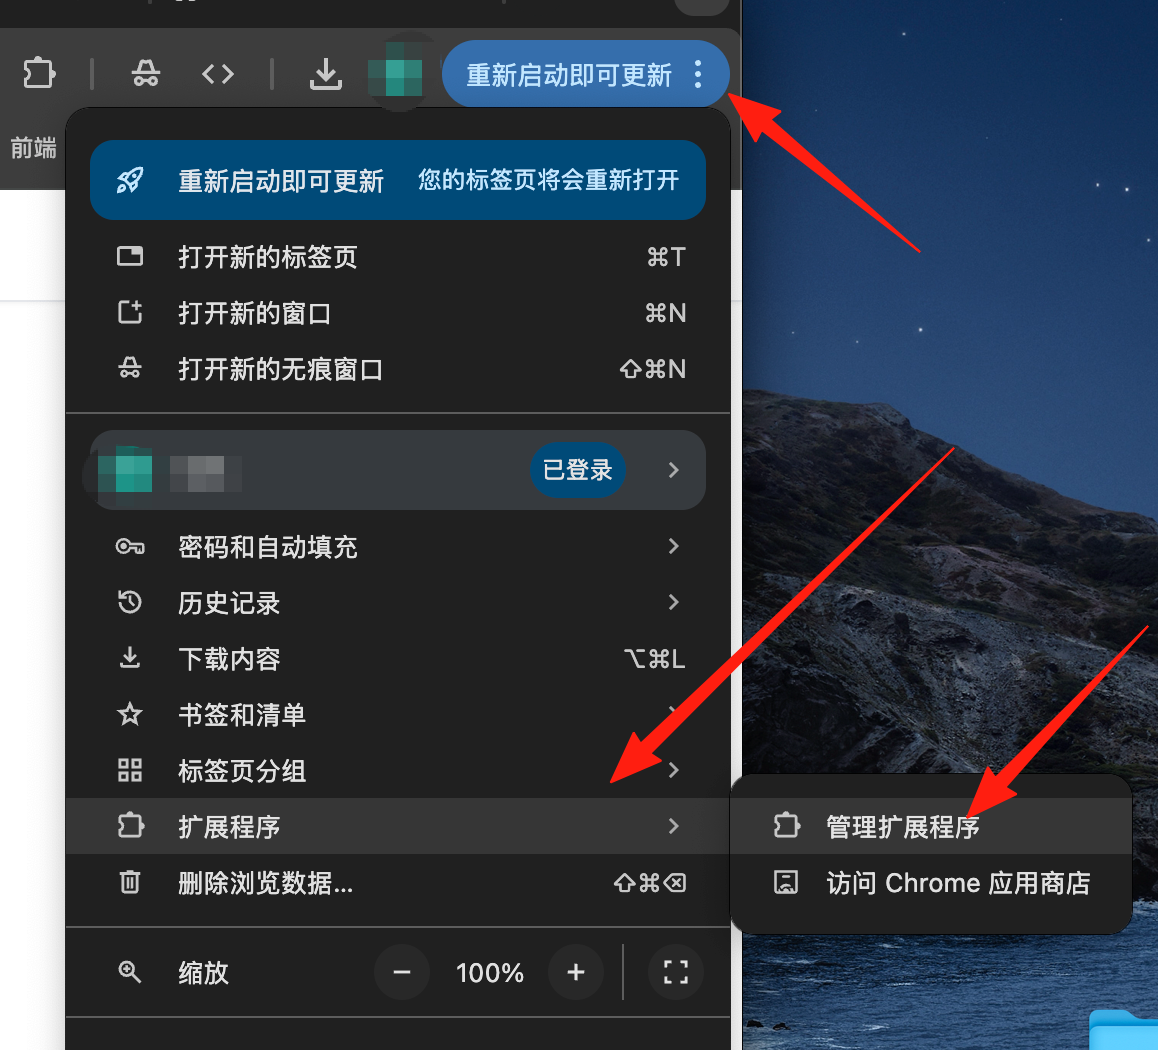 重新启动即可更新
前端
重新启动即可更新 您的标签页将会重新打开
打开新的标签页 ⌘T
打开新的窗口 ⌘N
打开新的无痕窗口 ⇧⌘N
已登录
密码和自动填充
历史记录
下载内容 ⌥⌘L
书签和清单
标签页分组
扩展程序
管理扩展程序
删除浏览数据... ⇧⌘⌫
访问 Chrome 应用商店
缩放 − 100% +